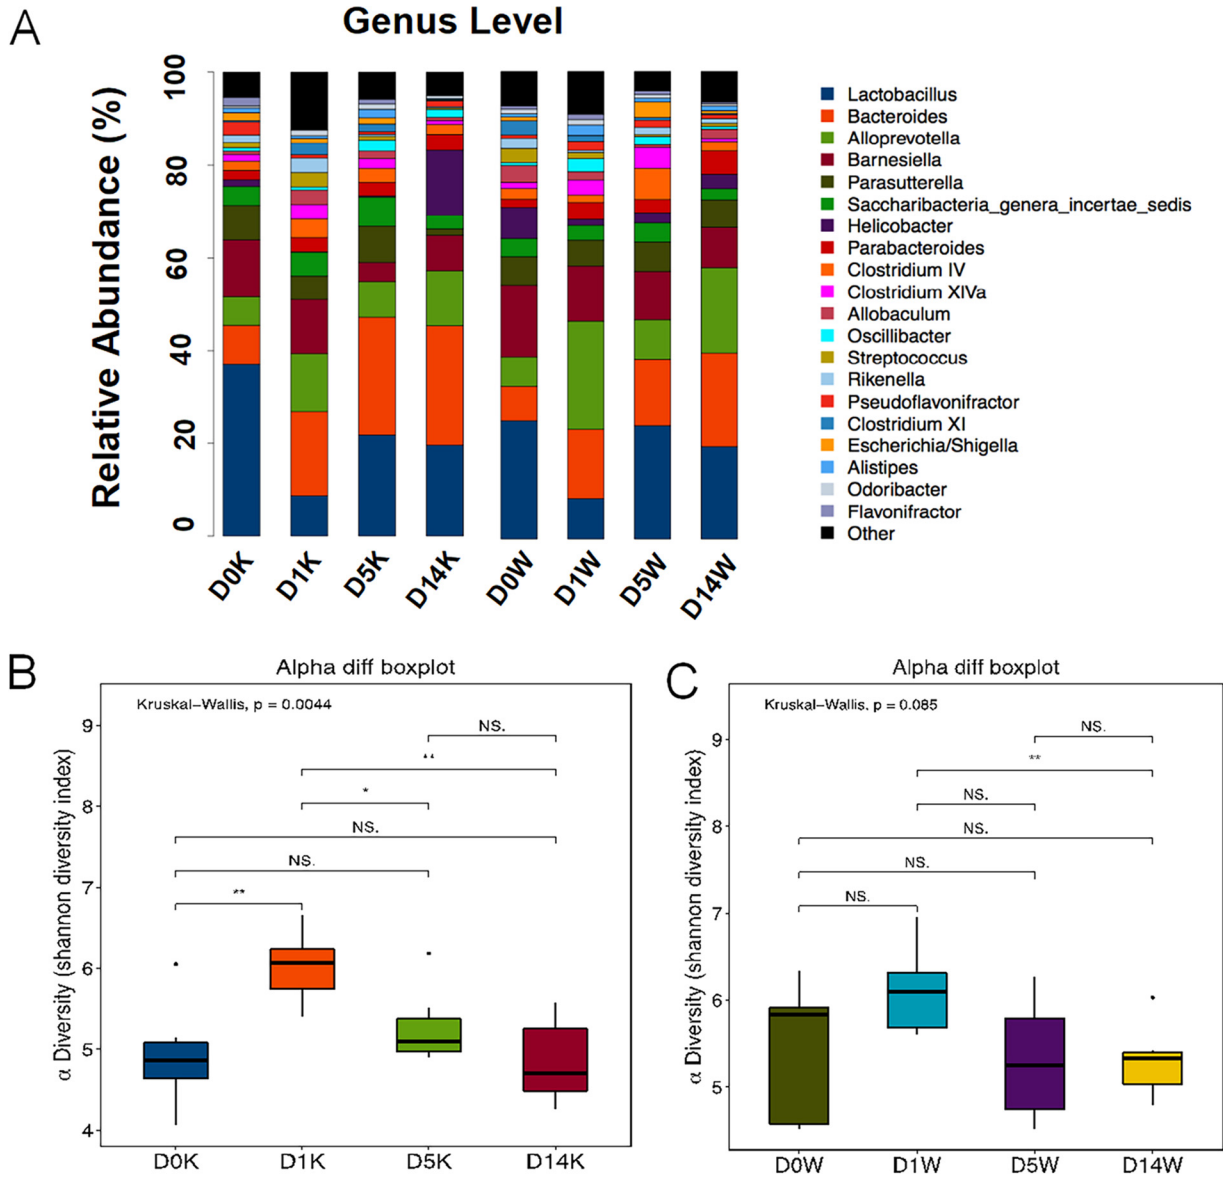 A
Genus Level
Relative Abundance (%)
100
80
60
40
20
0
D0K
D1K
D5K
D14K
D0W
D1W
D5W
D14W
Lactobacillus
Bacteroides
Alloprevotella
Barnesiella
Parasutterella
Saccharibacteria_genera_incertae_sedis
Helicobacter
Parabacteroides
Clostridium IV
Clostridium XIVa
Allobaculum
Oscillibacter
Streptococcus
Rikenella
Pseudoflavonifractor
Clostridium XI
Escherichia/Shigella
Alistipes
Odoribacter
Flavonifractor
Other
B
Alpha diff boxplot
Kruskal–Wallis, p = 0.0044
α Diversity (shannon diversity index)
9
8
7
6
5
4
NS.
**
*
NS.
NS.
**
D0K
D1K
D5K
D14K
C
Alpha diff boxplot
Kruskal–Wallis, p = 0.085
α Diversity (shannon diversity index)
9
8
7
6
5
NS.
**
NS.
NS.
NS.
NS.
D0W
D1W
D5W
D14W